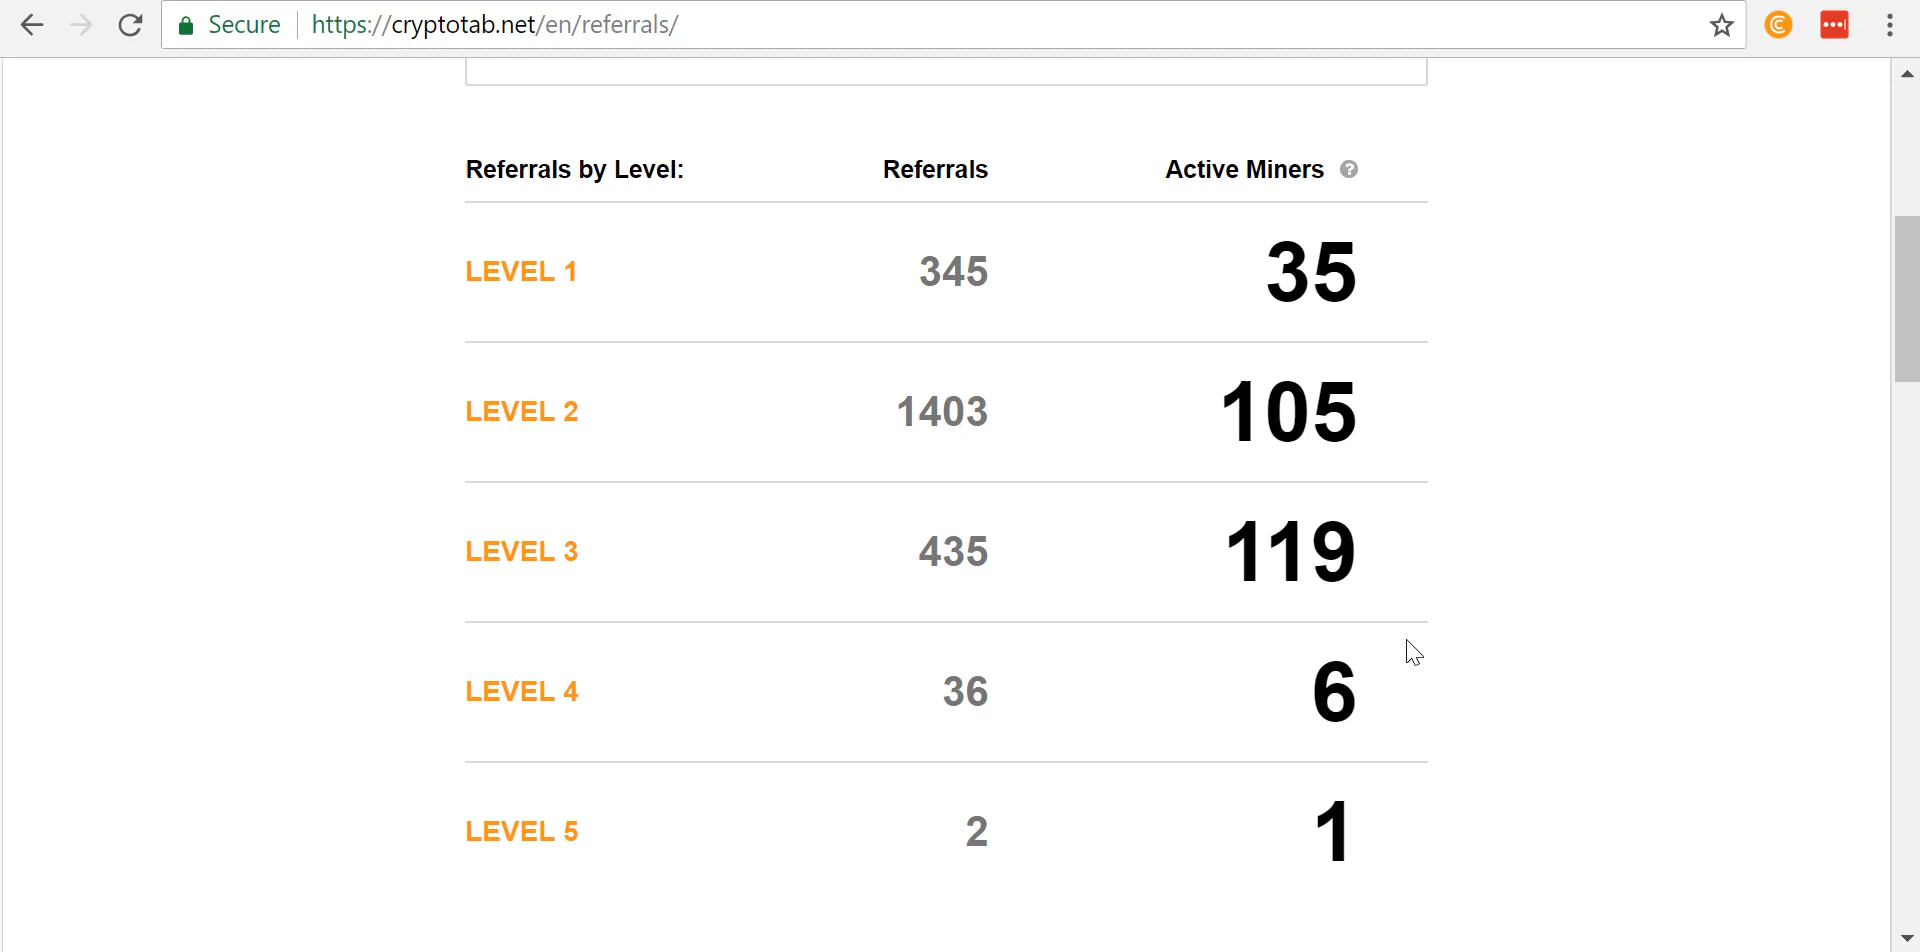 Secure https://cryptotab.net/en/referrals/
Referrals by Level: Referrals Active Miners ?
LEVEL 1 345 35
LEVEL 2 1403 105
LEVEL 3 435 119
LEVEL 4 36 6
LEVEL 5 2 1